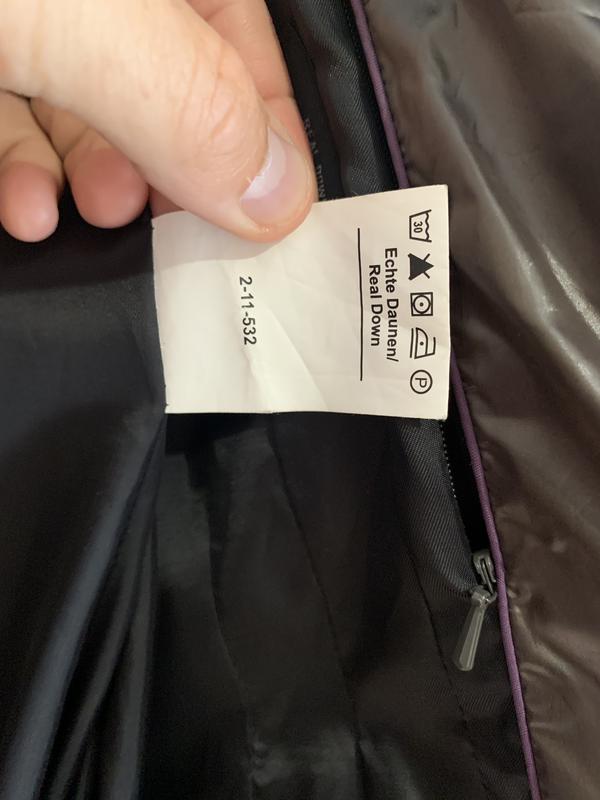 30
P
Echte Daunen/
Real Down
2-11-532